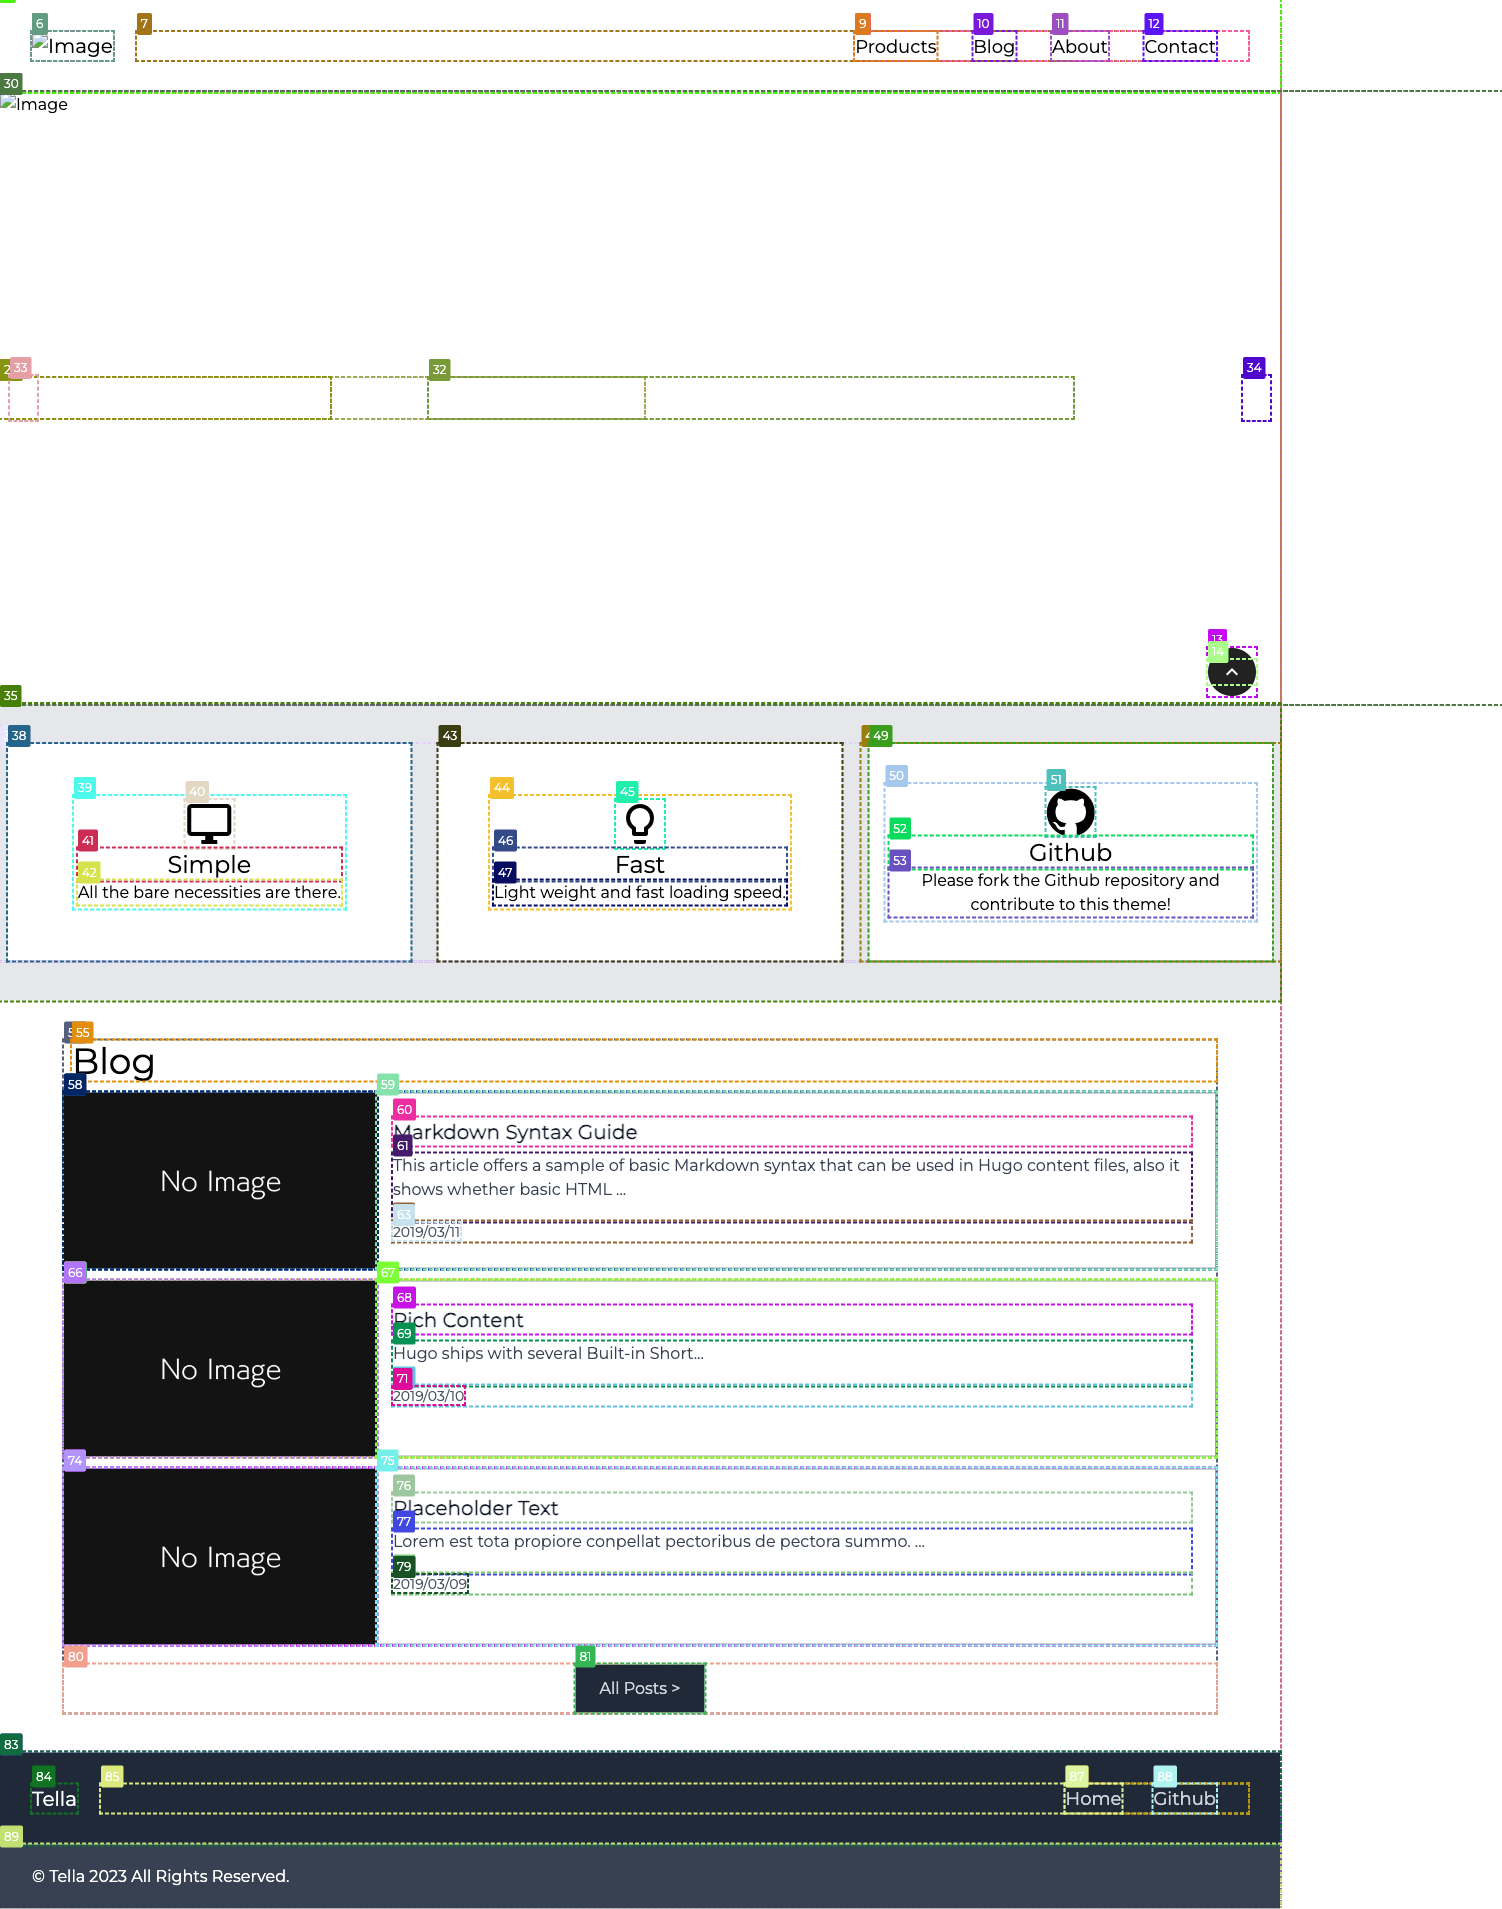 6
7
9
10
11
12
Image
Products
Blog
About
Contact
30
Image
33
32
34
13
14
35
38
43
49
39
40
44
45
50
51
41
46
52
Simple
Fast
Github
42
47
53
All the bare necessities are there.
Light weight and fast loading speed.
Please fork the Github repository and
contribute to this theme!
55
Blog
58
59
60
Markdown Syntax Guide
61
This article offers a sample of basic Markdown syntax that can be used in Hugo content files, also it
shows whether basic HTML ...
No Image
63
2019/03/11
66
67
68
Rich Content
69
Hugo ships with several Built-in Short...
No Image
71
2019/03/10
74
75
76
Placeholder Text
77
Lorem est tota propiore conpellat pectoribus de pectora summo. ...
No Image
79
2019/03/09
80
81
All Posts >
83
84
85
87
88
Tella
Home
Github
89
© Tella 2023 All Rights Reserved.